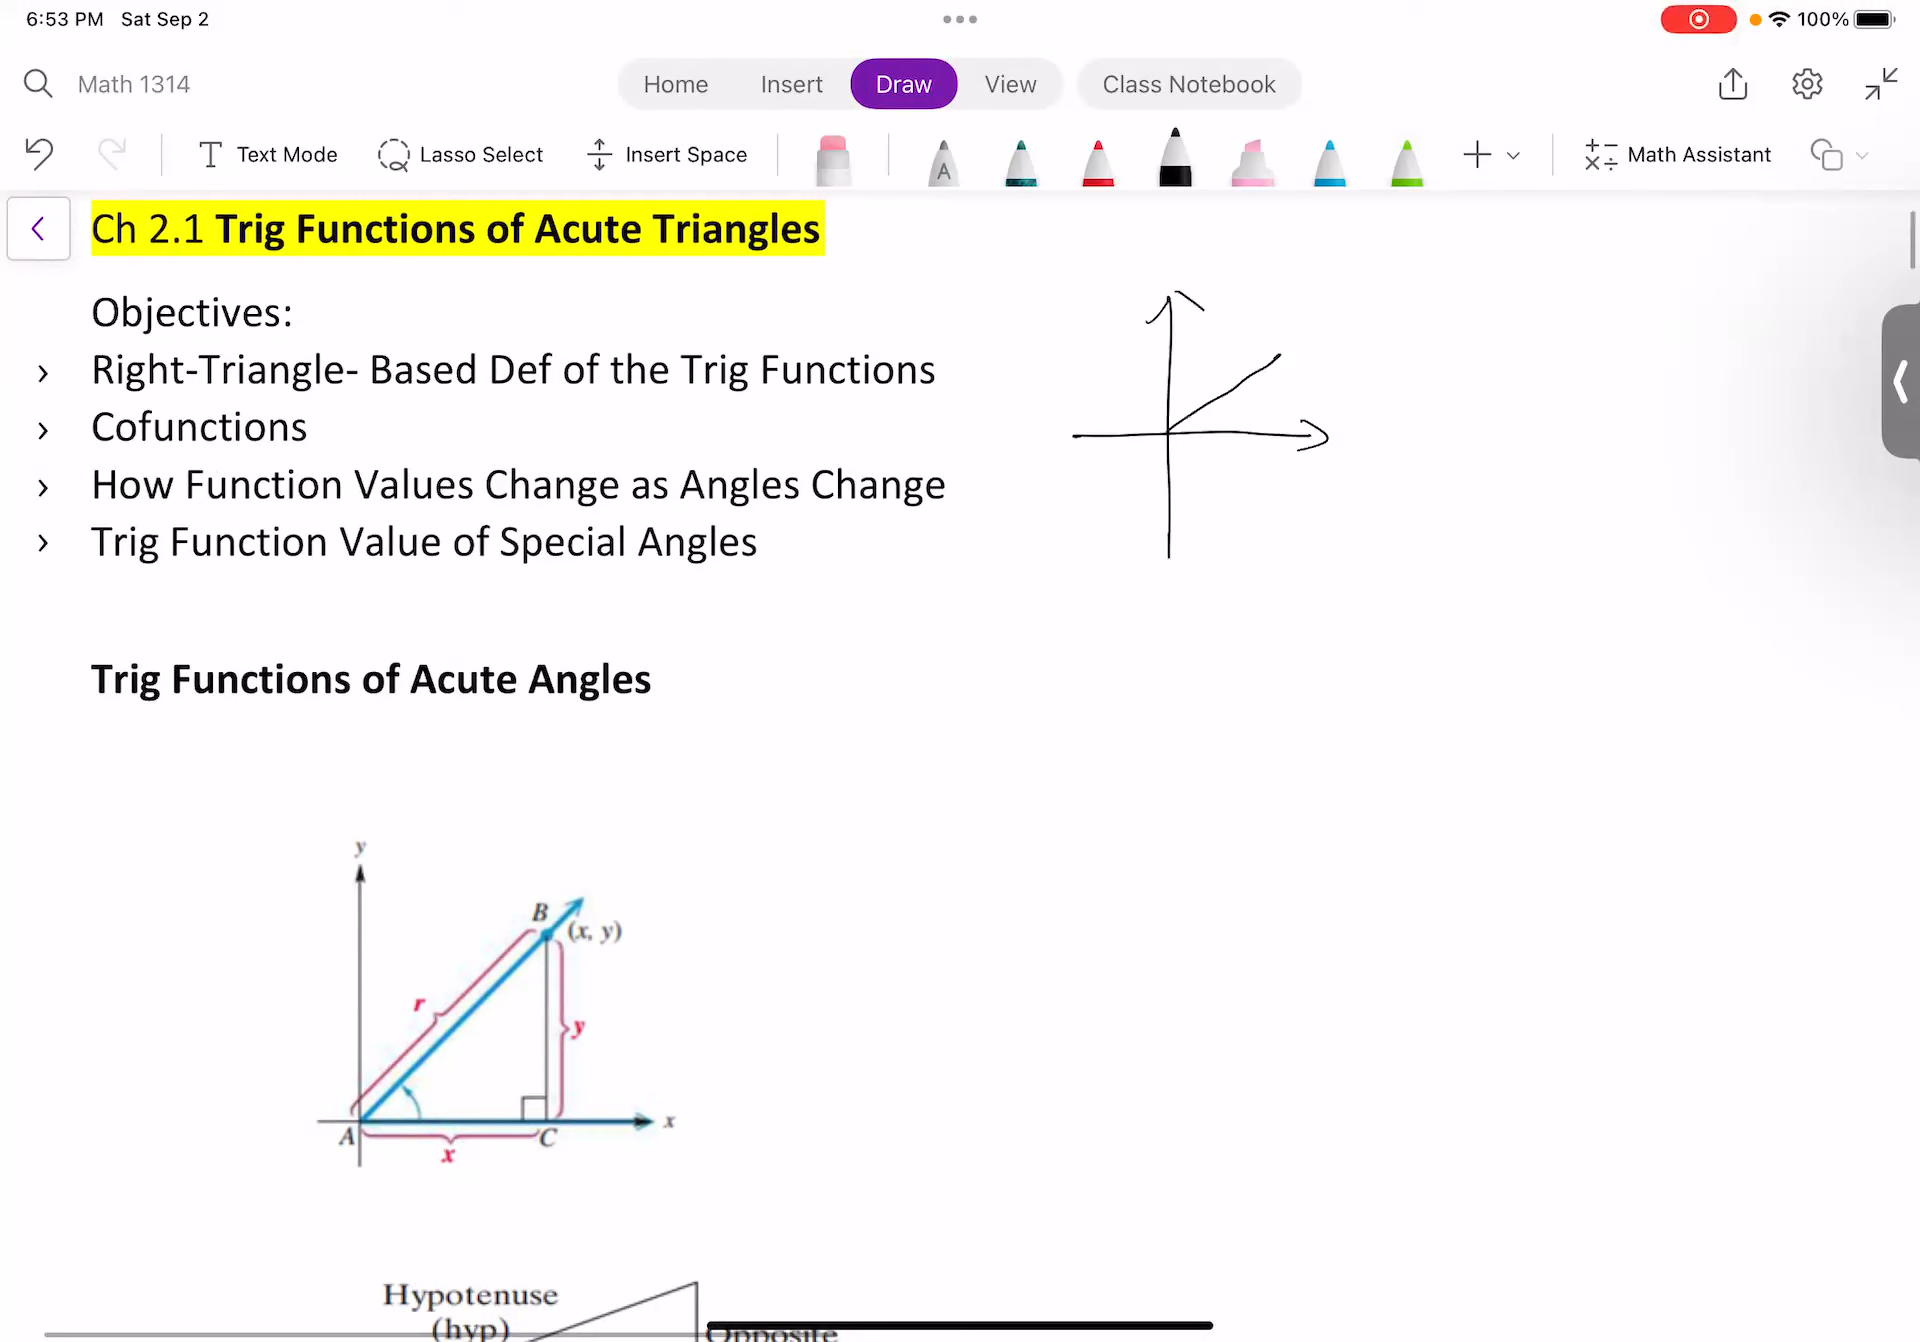 6:53 PM Sat Sep 2
100%
Math 1314
Home Insert Draw View Class Notebook
Text Mode Lasso Select Insert Space A Math Assistant
Ch 2.1 Trig Functions of Acute Triangles
Objectives:
Right-Triangle- Based Def of the Trig Functions
Cofunctions
How Function Values Change as Angles Change
Trig Function Value of Special Angles
Trig Functions of Acute Angles
y
B
(x, y)
r
y
x
A
C
x
Hypotenuse
(hyp)
Opposite